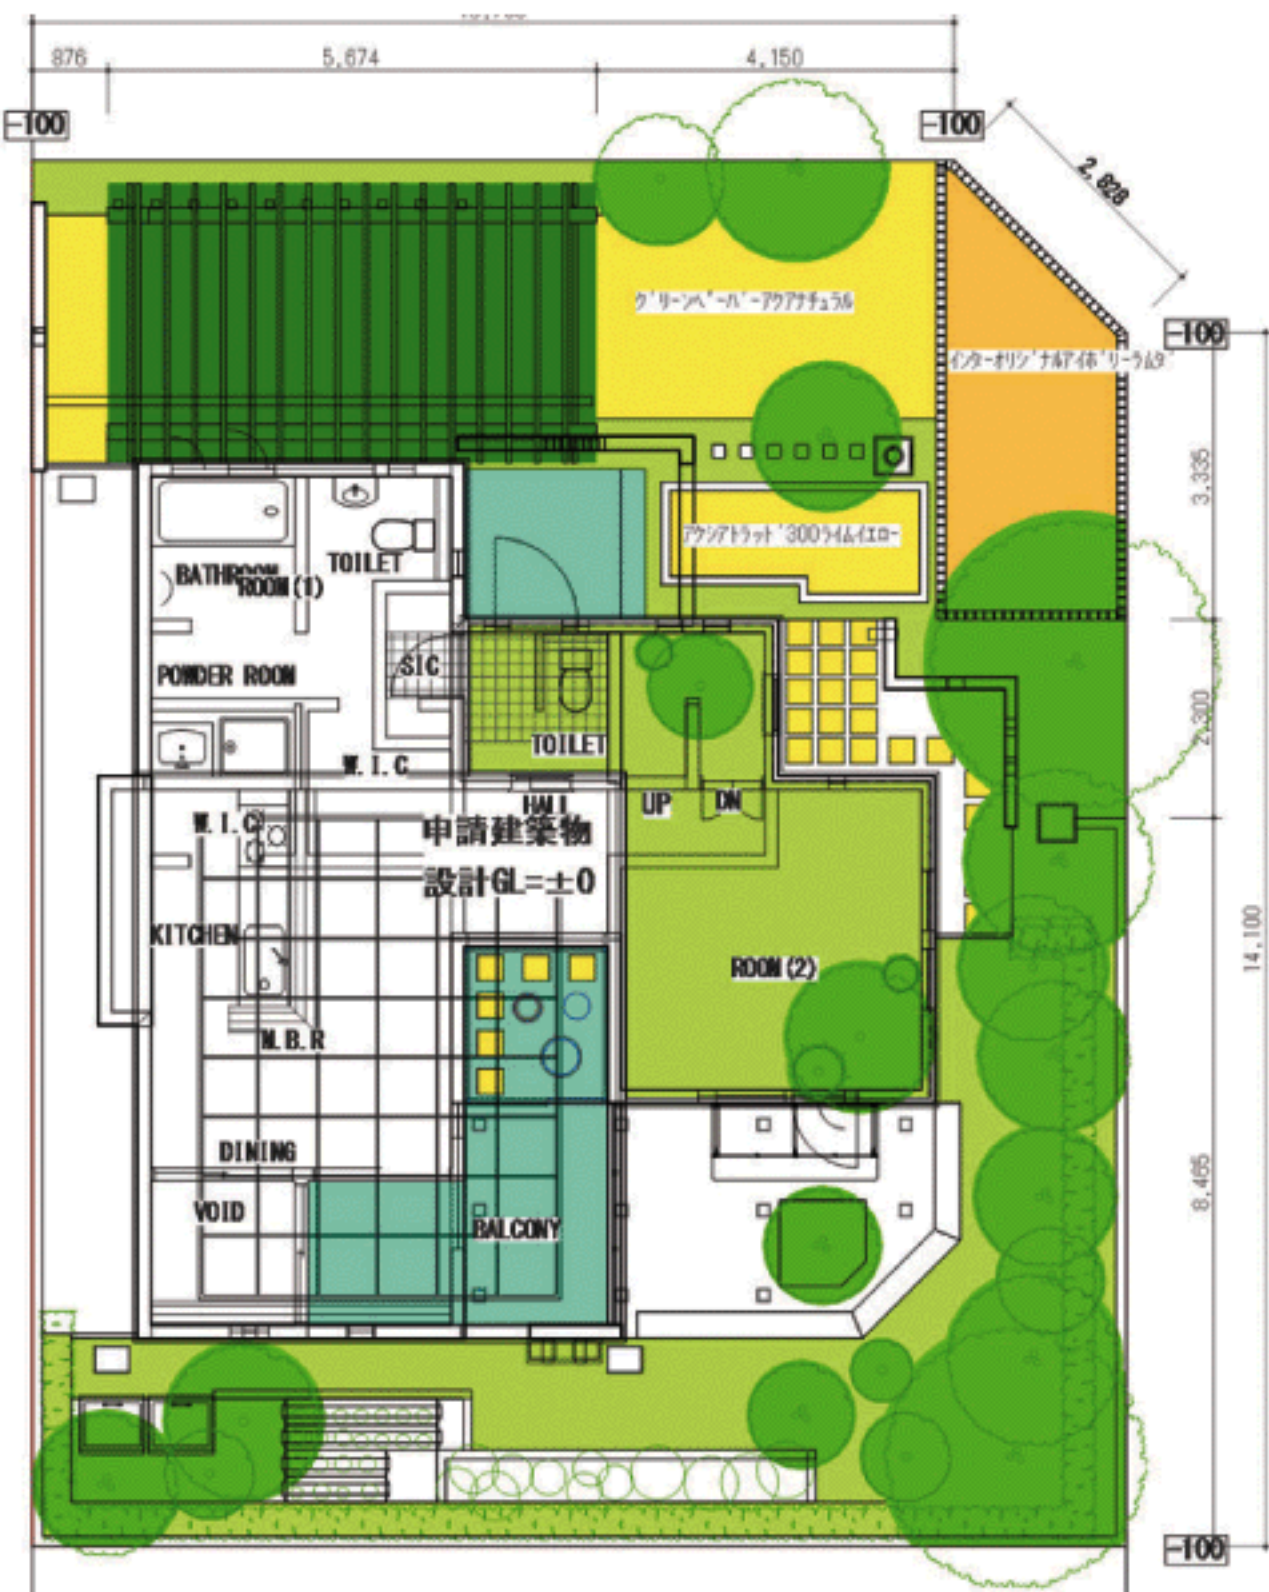 876
5,674
4,150
-100
-100
2,828
グリーンペーバーアクアナチュラル
-100
インターオリジナルアイボリーラムダ
3,335
アクシアトラット'300ライムイエロー
TOILET
BATHROOM
ROOM(1)
SIC
POWDER ROOM
2,300
TOILET
W.I.C
HALL
UP
DN
W.I.C
申請建築物
設計GL=±0
KITCHEN
14,100
ROOM(2)
M.B.R
DINING
8,465
VOID
BALCONY
-100